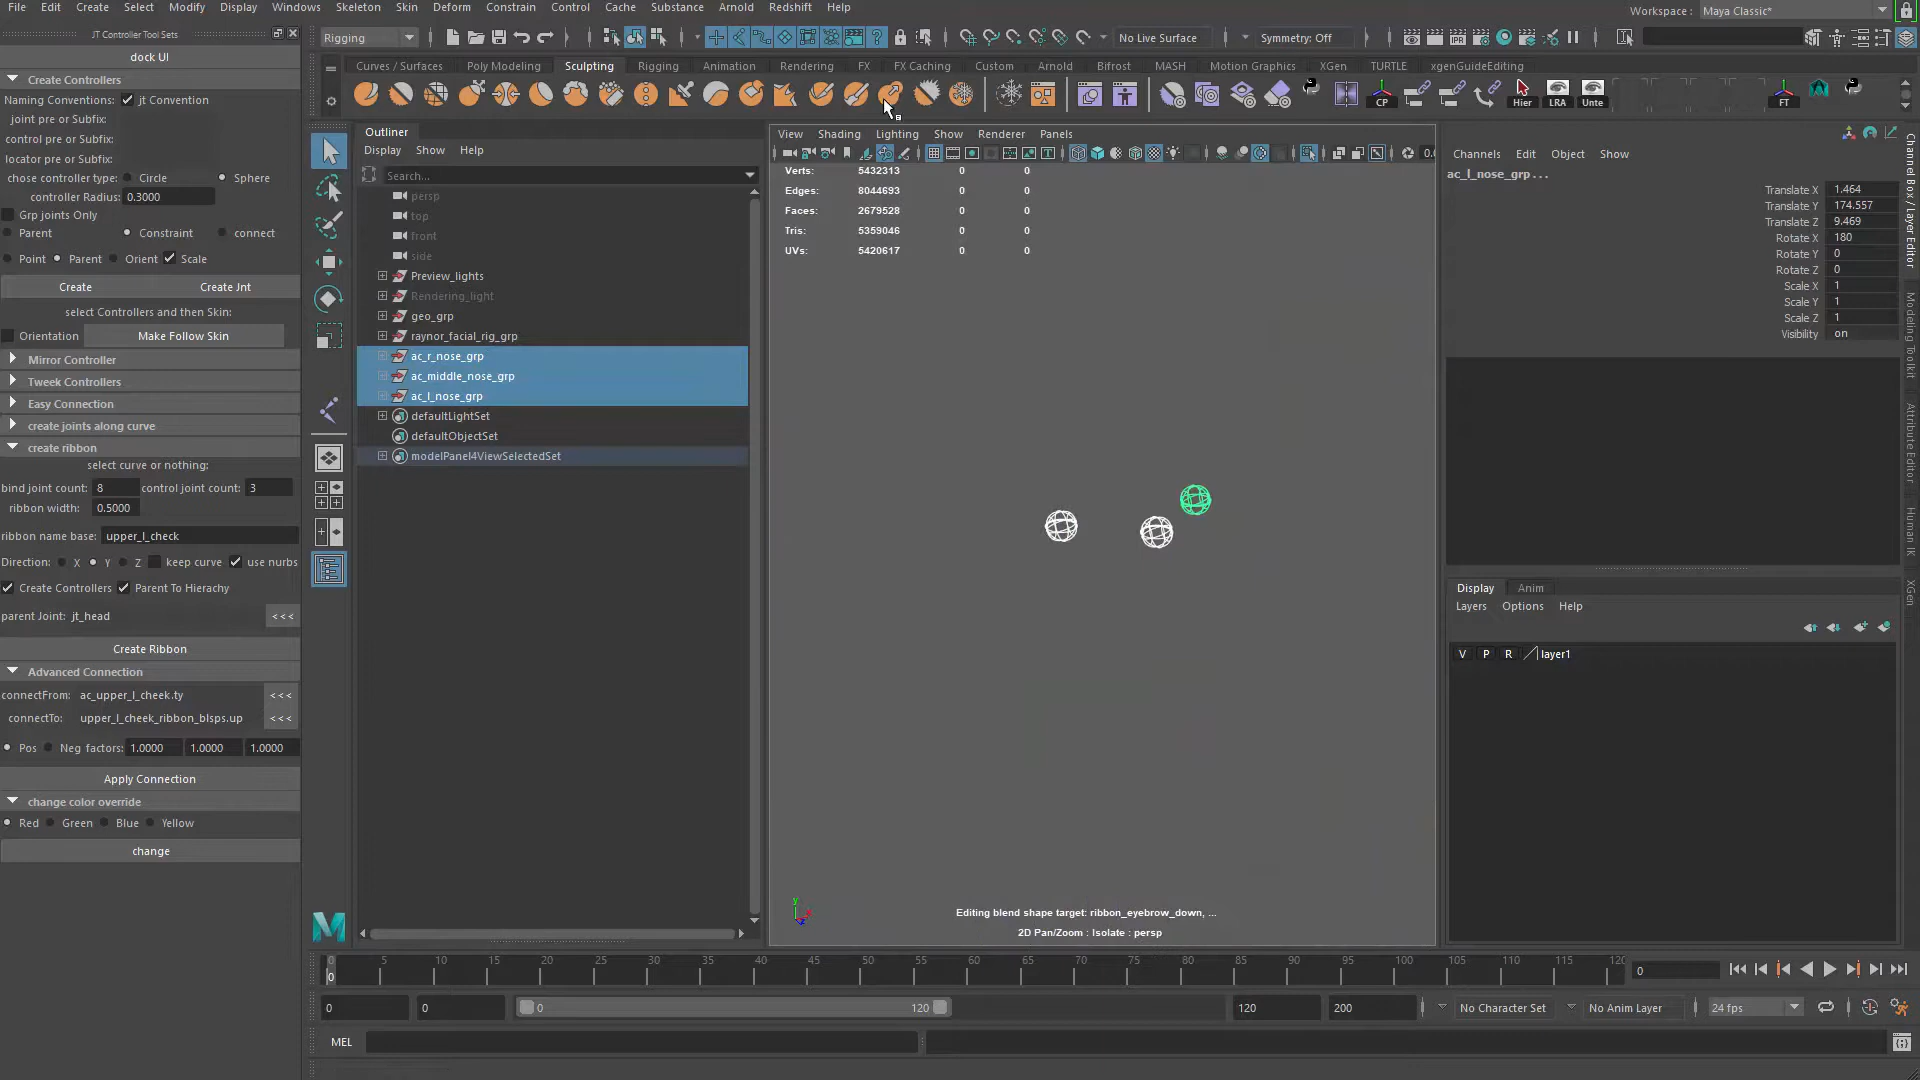 File Edit Create Select Modify Display Windows Skeleton Skin Deform Constrain Control Cache Substance Arnold Redshift Help
Workspace : Maya Classic*
JT Controller Tool Sets
Rigging
No Live Surface
Symmetry: Off
dock UI
Curves / Surfaces Poly Modeling Sculpting Rigging Animation Rendering FX FX Caching Custom Arnold Bifrost MASH Motion Graphics XGen TURTLE xgenGuideEditing
Create Controllers
Naming Conventions: jt Convention
joint pre or Subfix:
control pre or Subfix:
locator pre or Subfix:
chose controller type: Circle Sphere
controller Radius: 0.3000
Grp joints Only
Parent Constraint connect
Point Parent Orient Scale
Create Create Jnt
select Controllers and then Skin:
Orientation Make Follow Skin
Mirror Controller
Tweek Controllers
Easy Connection
create joints along curve
create ribbon
select curve or nothing:
bind joint count: 8 control joint count: 3
ribbon width: 0.5000
ribbon name base: upper_l_check
Direction: X Y Z keep curve use nurbs
Create Controllers Parent To Hierachy
parent Joint: jt_head <<<
Create Ribbon
Advanced Connection
connectFrom: ac_upper_l_cheek.ty <<<
connectTo: upper_l_cheek_ribbon_blsps.up <<<
Pos Neg factors: 1.0000 1.0000 1.0000
Apply Connection
change color override
Red Green Blue Yellow
change
CP Hier LRA Unte FT
Outliner
Display Show Help
Search...
persp
top
front
side
Preview_lights
Rendering_light
geo_grp
raynor_facial_rig_grp
ac_r_nose_grp
ac_middle_nose_grp
ac_l_nose_grp
defaultLightSet
defaultObjectSet
modelPanel4ViewSelectedSet
View Shading Lighting Show Renderer Panels
Verts: 5432313 0 0
Edges: 8044693 0 0
Faces: 2679528 0 0
Tris: 5359046 0 0
UVs: 5420617 0 0
Editing blend shape target: ribbon_eyebrow_down, ...
2D Pan/Zoom : Isolate : persp
Channels Edit Object Show
ac_l_nose_grp...
Translate X 1.464
Translate Y 174.557
Translate Z 9.469
Rotate X 180
Rotate Y 0
Rotate Z 0
Scale X 1
Scale Y 1
Scale Z 1
Visibility on
Display Anim
Layers Options Help
V P R layer1
Channel Box / Layer Editor
Modeling Toolkit
Attribute Editor
Human IK
XGen
0 5 10 15 20 25 30 35 40 45 50 55 60 65 70 75 80 85 90 95 100 105 110 115 120
0
0
0 0 0 120 120 200 No Character Set No Anim Layer 24 fps
MEL